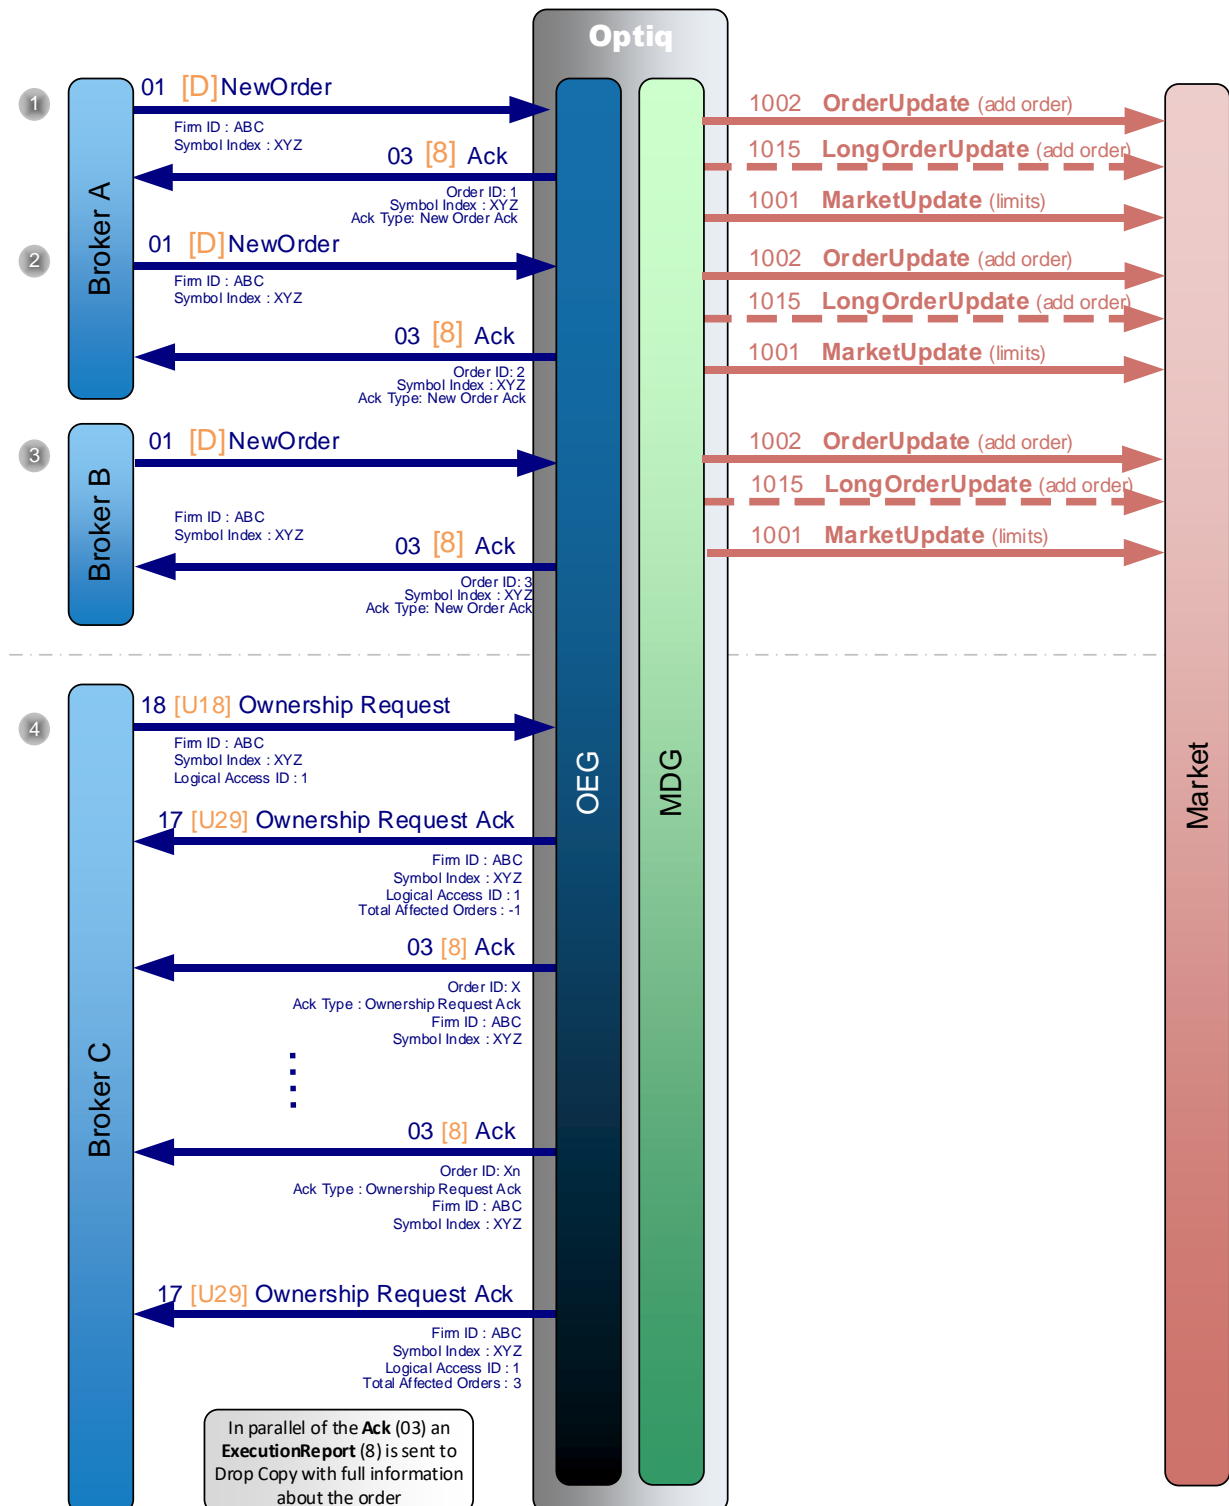 Optiq
1
01 [D]NewOrder
Firm ID : ABC
Symbol Index : XYZ
03 [8] Ack
Order ID: 1
Symbol Index : XYZ
Ack Type: New Order Ack
1002 OrderUpdate (add order)
1015 LongOrderUpdate (add order)
1001 MarketUpdate (limits)
Broker A
2
01 [D]NewOrder
Firm ID : ABC
Symbol Index : XYZ
03 [8] Ack
Order ID: 2
Symbol Index : XYZ
Ack Type: New Order Ack
1002 OrderUpdate (add order)
1015 LongOrderUpdate (add order)
1001 MarketUpdate (limits)
3
Broker B
01 [D]NewOrder
Firm ID : ABC
Symbol Index : XYZ
03 [8] Ack
Order ID: 3
Symbol Index : XYZ
Ack Type: New Order Ack
1002 OrderUpdate (add order)
1015 LongOrderUpdate (add order)
1001 MarketUpdate (limits)
4
18 [U18] Ownership Request
Firm ID : ABC
Symbol Index : XYZ
Logical Access ID : 1
OEG
MDG
Market
17 [U29] Ownership Request Ack
Firm ID : ABC
Symbol Index : XYZ
Logical Access ID : 1
Total Affected Orders : -1
03 [8] Ack
Order ID: X
Ack Type : Ownership Request Ack
Firm ID : ABC
Symbol Index : XYZ
Broker C
03 [8] Ack
Order ID: Xn
Ack Type : Ownership Request Ack
Firm ID : ABC
Symbol Index : XYZ
17 [U29] Ownership Request Ack
Firm ID : ABC
Symbol Index : XYZ
Logical Access ID : 1
Total Affected Orders : 3
In parallel of the Ack (03) an
ExecutionReport (8) is sent to
Drop Copy with full information
about the order